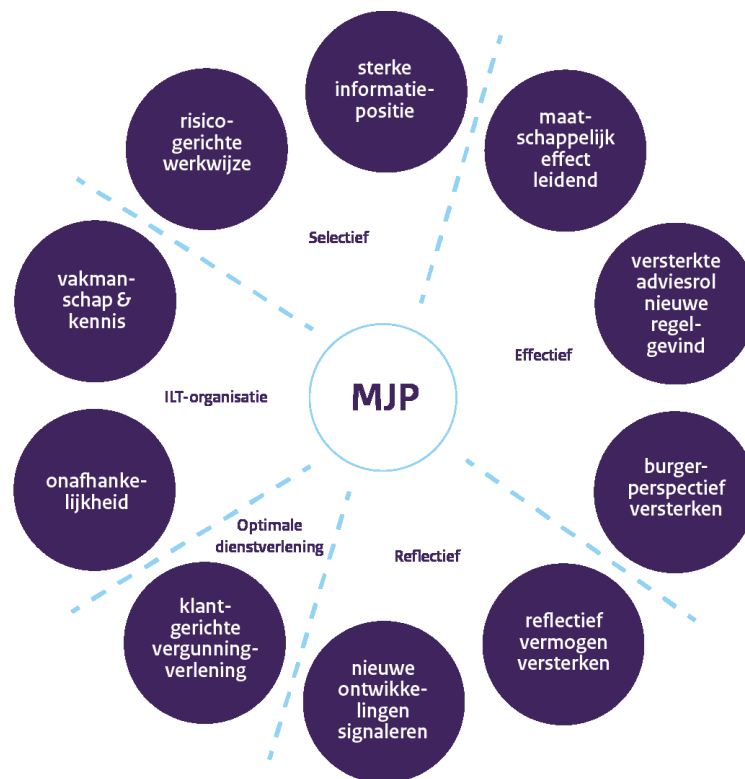 sterke
informatie-
positie
maat-
schappelijk
effect
leidend
versterkte
adviesrol
nieuwe
regel-
gevind
burger-
perspectief
versterken
reflectief
vermogen
versterken
nieuwe
ontwikke-
lingen
signaleren
klant-
gerichte
vergunning-
verlening
onafhanke-
lijkheid
vakman-
schap &
kennis
risico-
gerichte
werkwijze
Selectief
Effectief
Reflectief
Optimale
dienstverlening
ILT-organisatie
MJP